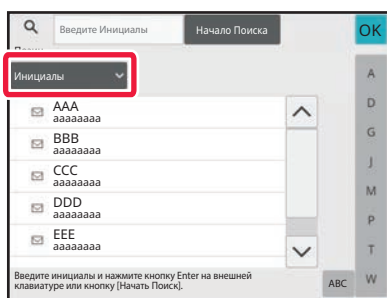 Введите Инициалы
Начало Поиска
OK
Инициалы
AAA
aaaaaaaa
BBB
aaaaaaaa
CCC
aaaaaaaa
DDD
aaaaaaaa
EEE
aaaaaaaa
A
D
G
J
M
P
T
W
Введите инициалы и нажмите кнопку Enter на внешней
клавиатуре или кнопку [Начать Поиск].
ABC